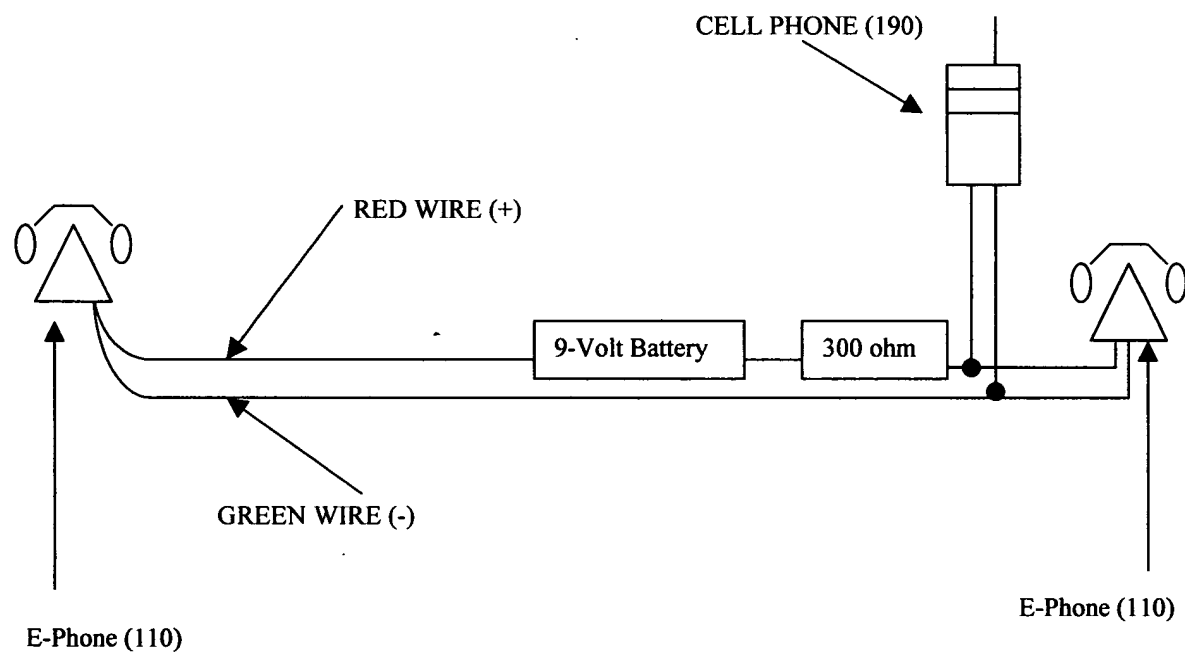 CELL PHONE (190)
RED WIRE (+)
9-Volt Battery
300 ohm
GREEN WIRE (-)
E-Phone (110)
E-Phone (110)